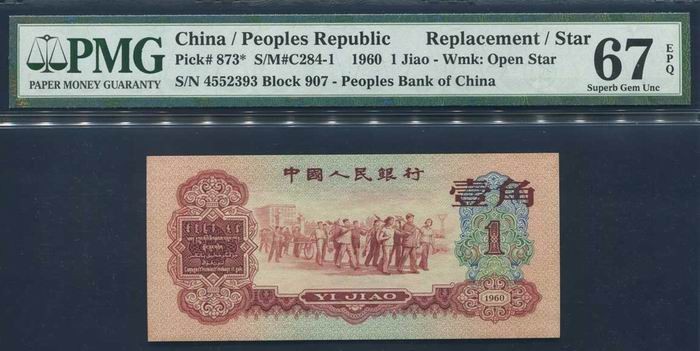 PMG
PAPER MONEY GUARANTY
China / Peoples Republic Replacement / Star
Pick# 873* S/M#C284-1 1960 1 Jiao - Wmk: Open Star
S/N 4552393 Block 907 - Peoples Bank of China
67
EPQ
Superb Gem Unc
中國人民銀行
壹角
1
YI JIAO
1960